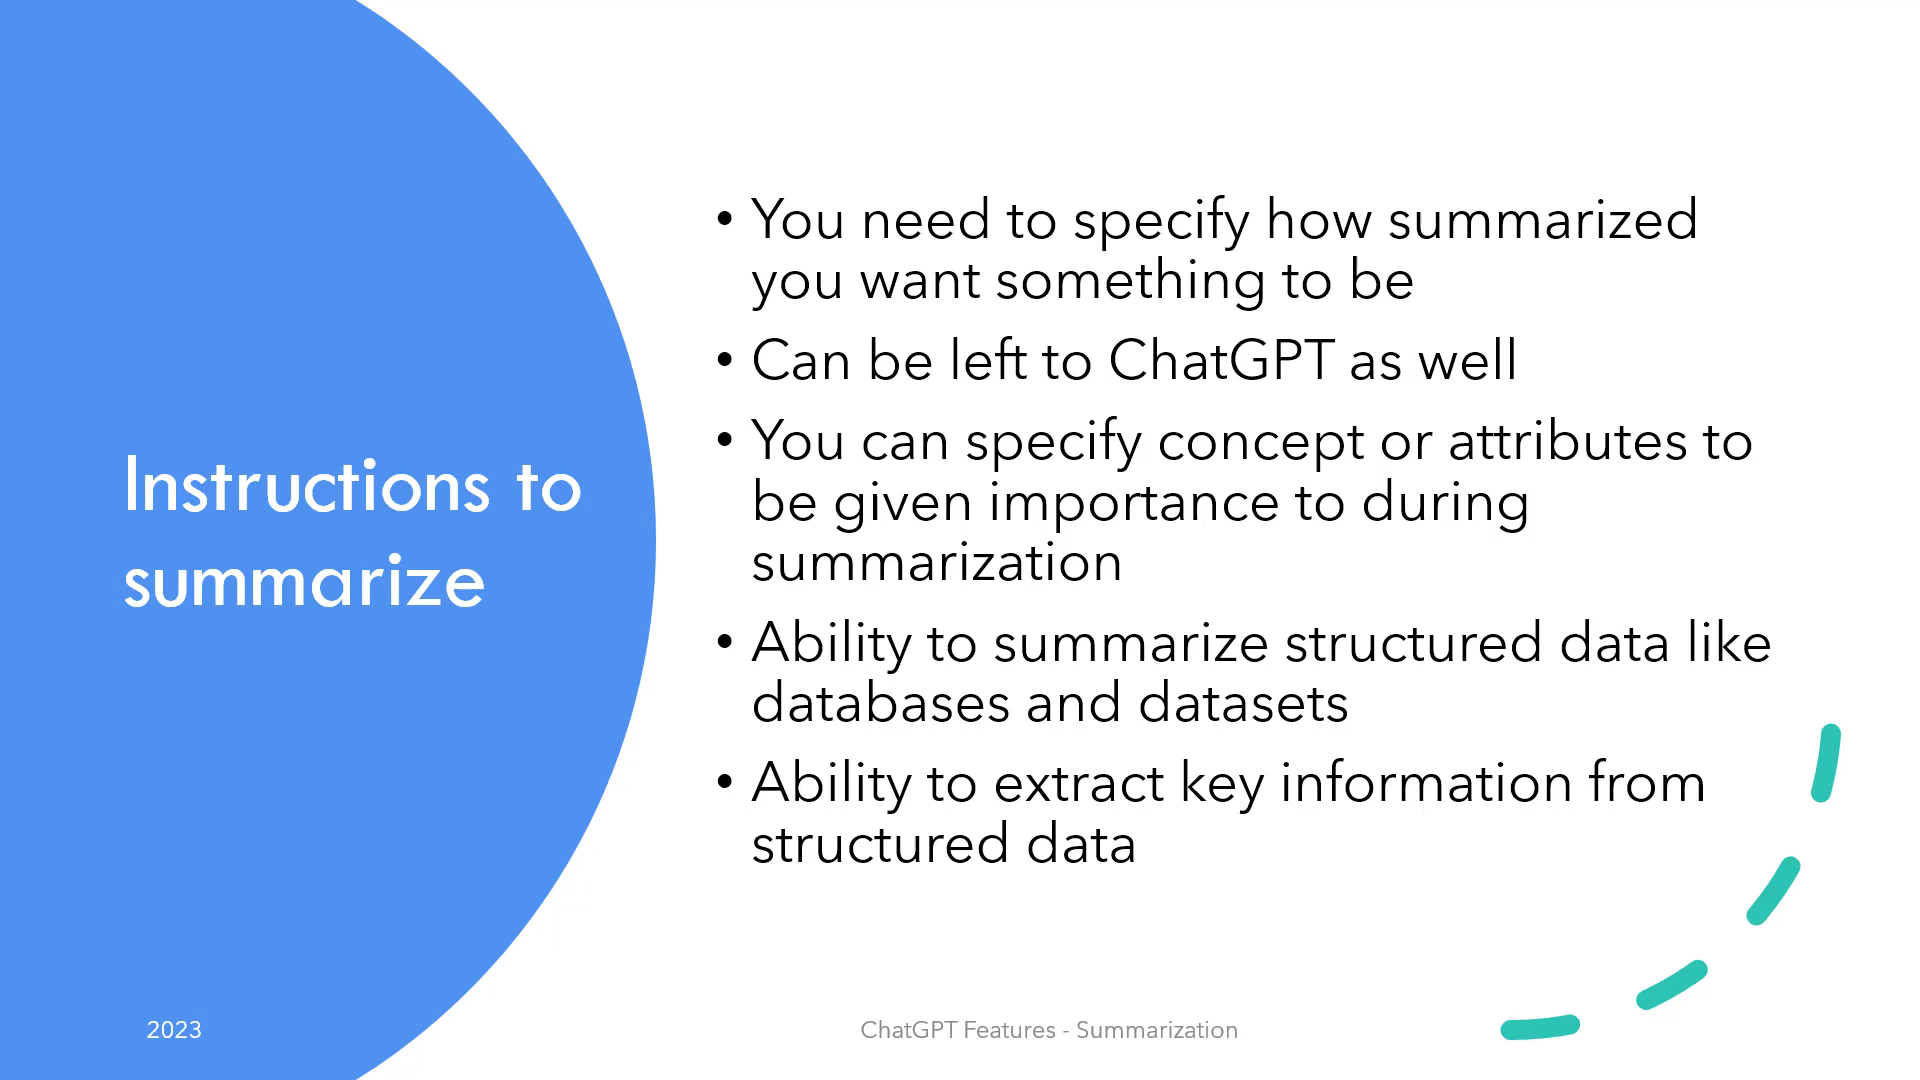 Instructions to
summarize
• You need to specify how summarized
you want something to be
• Can be left to ChatGPT as well
• You can specify concept or attributes to
be given importance to during
summarization
• Ability to summarize structured data like
databases and datasets
• Ability to extract key information from
structured data
2023
ChatGPT Features - Summarization